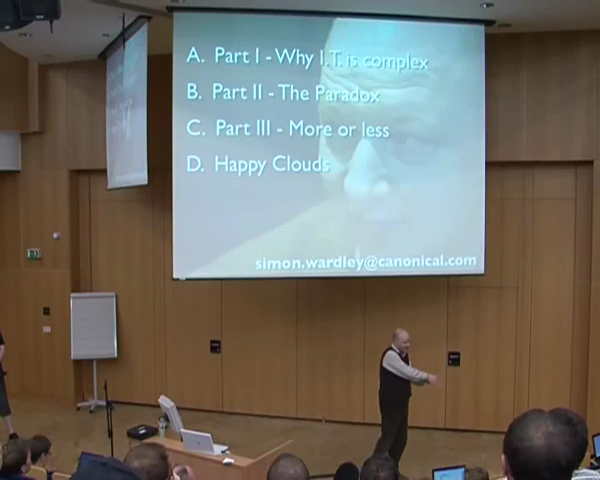 A. Part I - Why I.T. is complex
B. Part II - The Paradox
C. Part III - More or less
D. Happy Clouds
simon.wardley@canonical.com